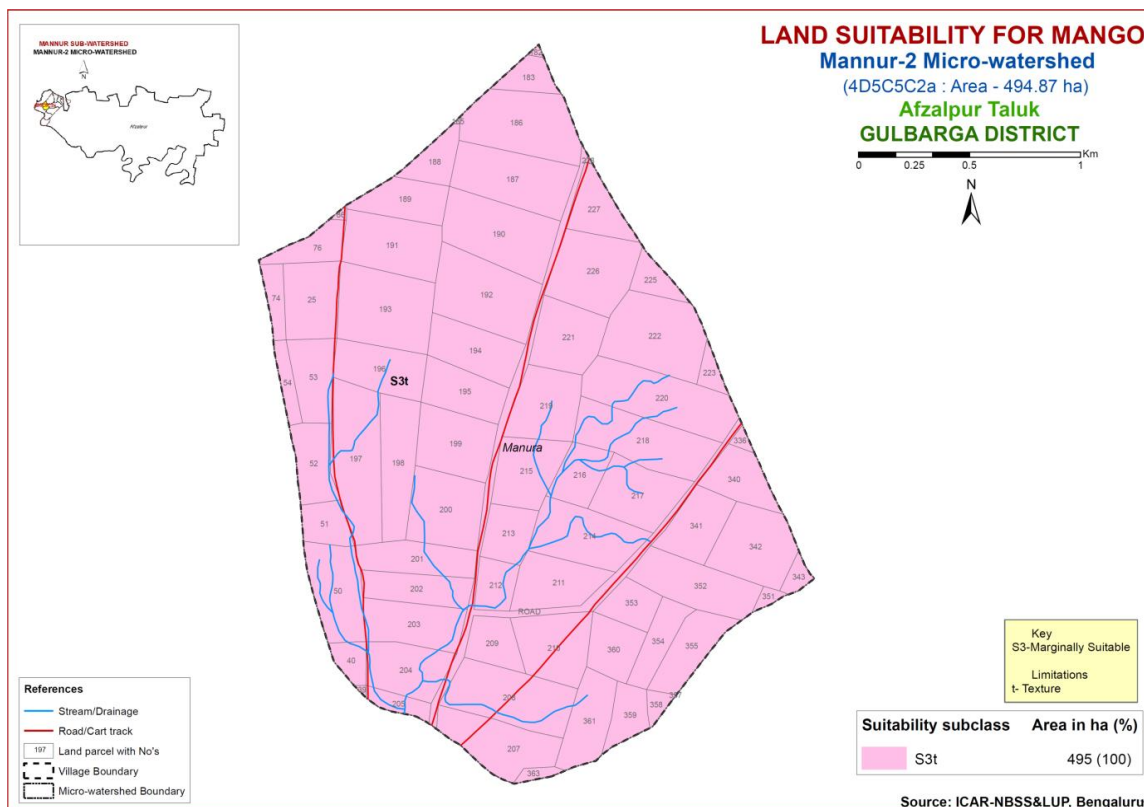 MANNUR SUB-WATERSHED
MANNUR-2 MICRO-WATERSHED
N
Afzalpur
LAND SUITABILITY FOR MANGO
Mannur-2 Micro-watershed
(4D5C5C2a : Area - 494.87 ha)
Afzalpur Taluk
GULBARGA DISTRICT
Km
0 0.25 0.5 1
N
182
183
186
188
187
189
227
190
76
191
226
225
74
25
192
193
221
222
194
196
54
53
S3t
195
223
219
220
199
Manura
218
336
52
197
198
215
216
217
340
200
51
213
214
341
342
201
50
202
212
211
352
343
351
ROAD
353
203
209
210
360
354
355
40
204
205
208
361
359
358
357
207
363
Key
S3-Marginally Suitable
Limitations
t- Texture
References
Stream/Drainage
Road/Cart track
197 Land parcel with No's
Village Boundary
Micro-watershed Boundary
Suitability subclass Area in ha (%)
S3t 495 (100)
Source: ICAR-NBSS&LUP, Bengaluru